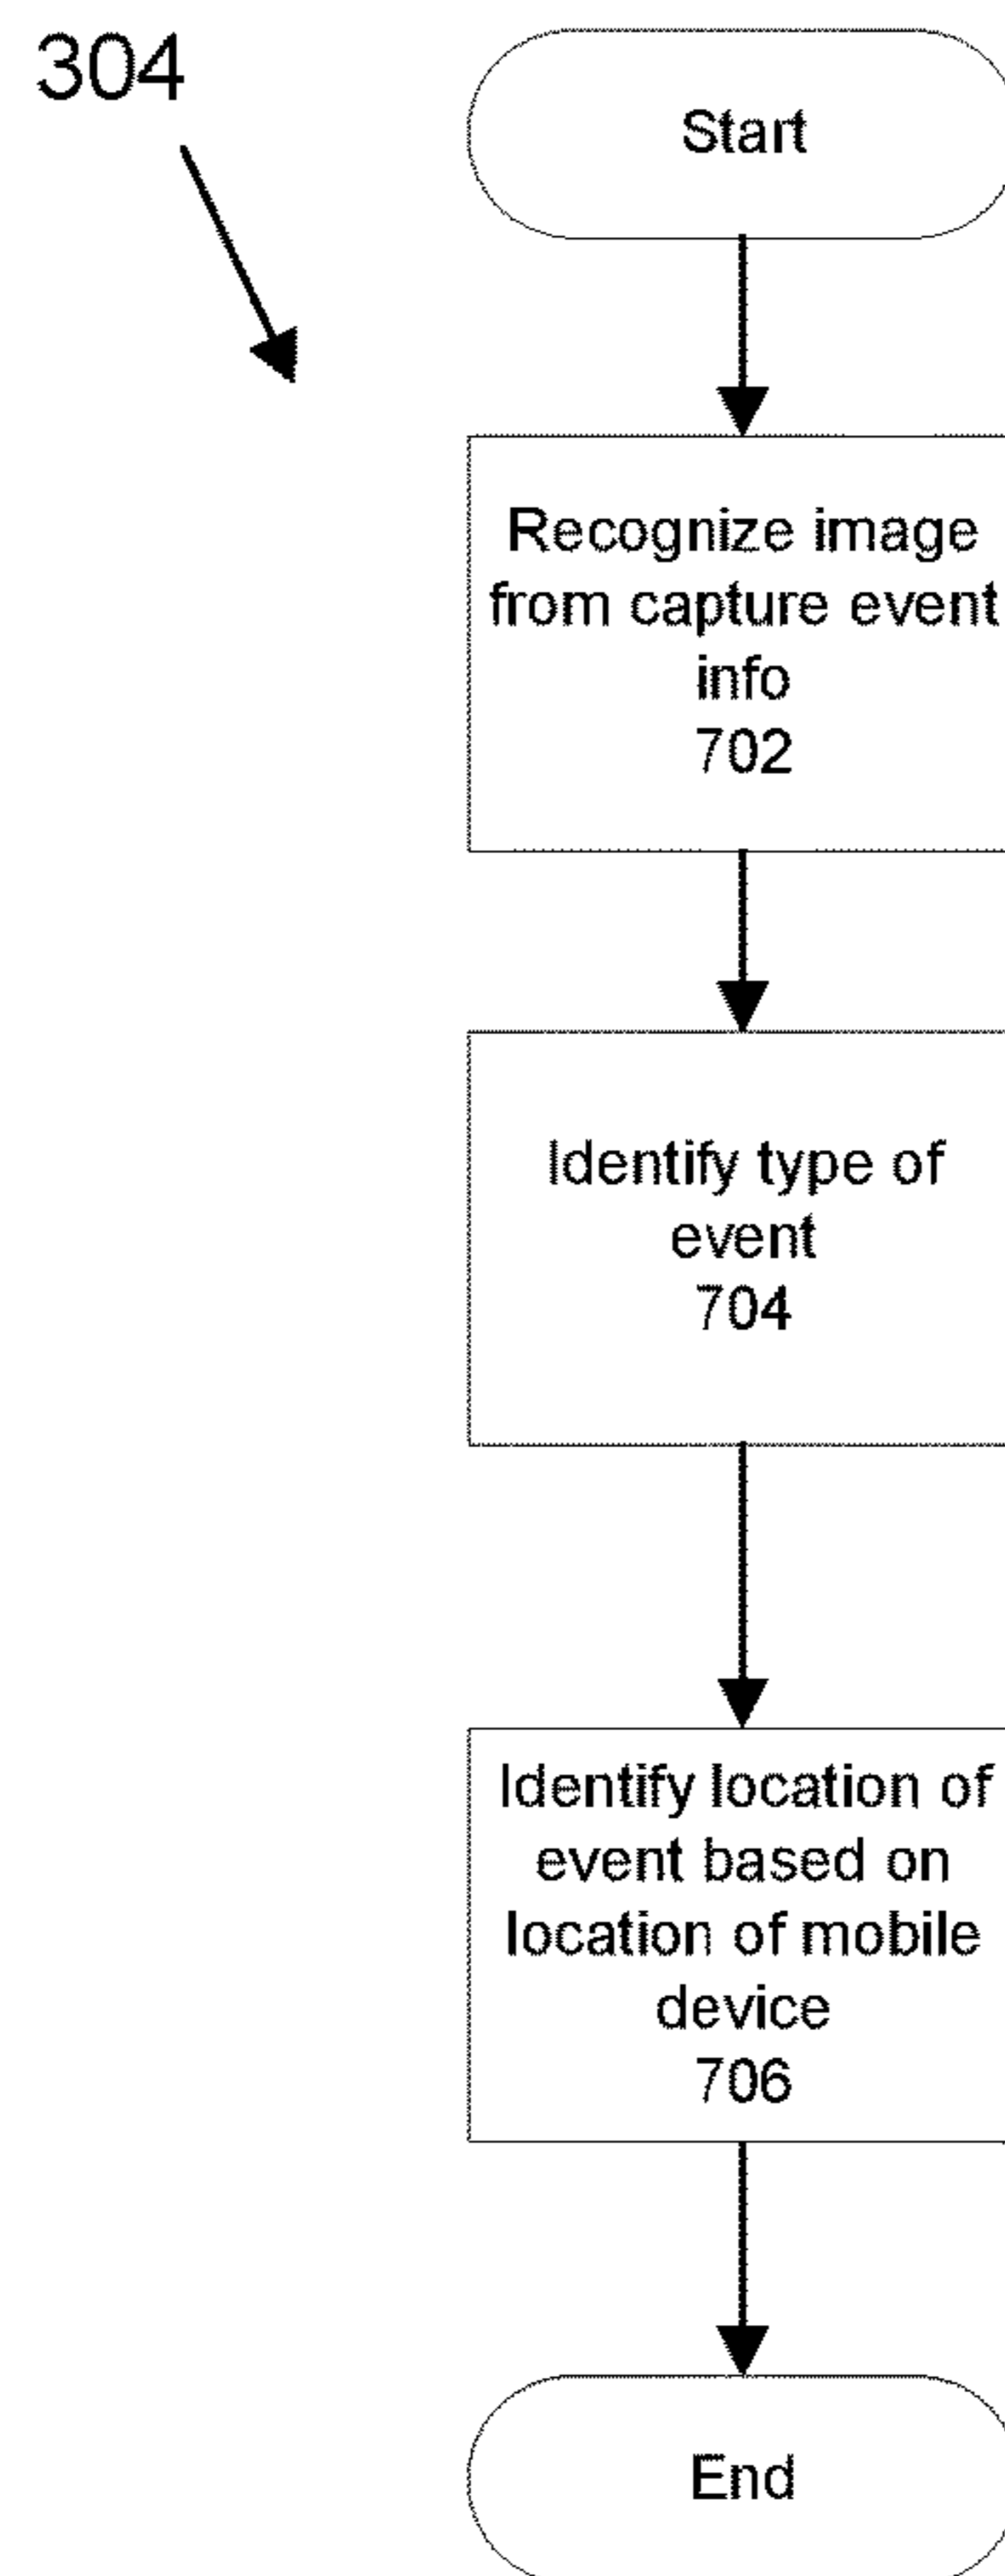 304
Start
Recognize image
from capture event
info
702
Identify type of
event
704
Identify location of
event based on
location of mobile
device
706
End